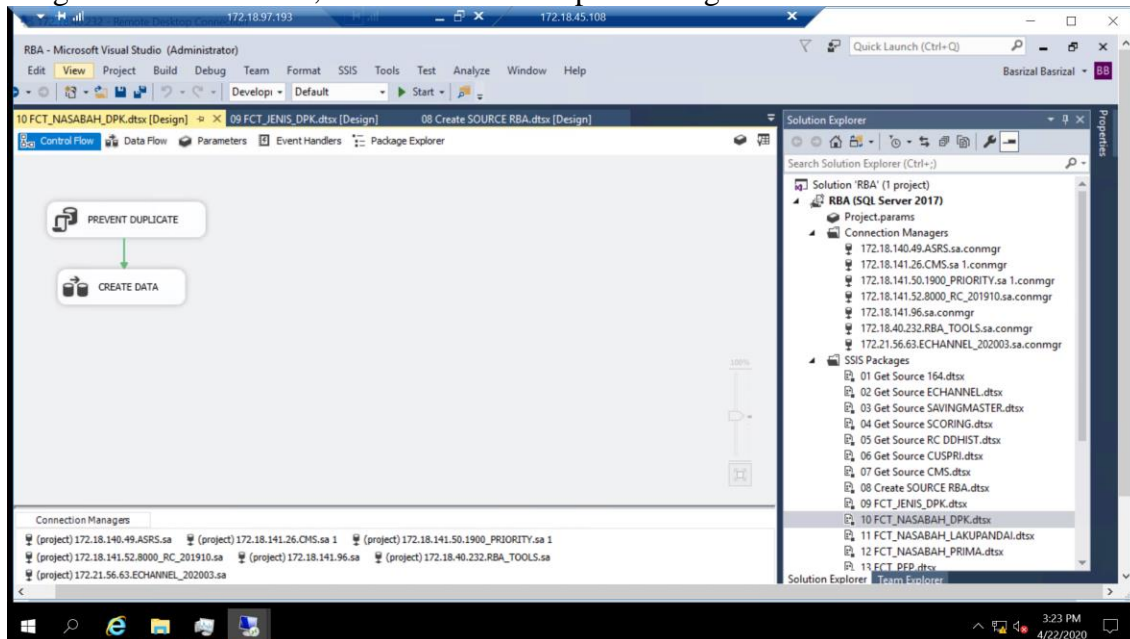 172.18.97.193
172.18.45.108
RBA - Microsoft Visual Studio (Administrator)
Quick Launch (Ctrl+Q)
Edit View Project Build Debug Team Format SSIS Tools Test Analyze Window Help
Basrizal Basrizal BB
Developi Default Start
10 FCT_NASABAH_DPK.dtsx [Design] 09 FCT_JENIS_DPK.dtsx [Design] 08 Create SOURCE RBA.dtsx [Design]
Control Flow Data Flow Parameters Event Handlers Package Explorer
PREVENT DUPLICATE
CREATE DATA
100%
Connection Managers
(project) 172.18.140.49.ASRS.sa (project) 172.18.141.26.CMS.sa 1 (project) 172.18.141.50.1900_PRIORITY.sa 1
(project) 172.18.141.52.8000_RC_201910.sa (project) 172.18.141.96.sa (project) 172.18.40.232.RBA_TOOLS.sa
(project) 172.21.56.63.ECHANNEL_202003.sa
Solution Explorer
Search Solution Explorer (Ctrl+;)
Solution 'RBA' (1 project)
RBA (SQL Server 2017)
Project.params
Connection Managers
172.18.140.49.ASRS.sa.conmgr
172.18.141.26.CMS.sa 1.conmgr
172.18.141.50.1900_PRIORITY.sa 1.conmgr
172.18.141.52.8000_RC_201910.sa.conmgr
172.18.141.96.sa.conmgr
172.18.40.232.RBA_TOOLS.sa.conmgr
172.21.56.63.ECHANNEL_202003.sa.conmgr
SSIS Packages
01 Get Source 164.dtsx
02 Get Source ECHANNEL.dtsx
03 Get Source SAVINGMASTER.dtsx
04 Get Source SCORING.dtsx
05 Get Source RC DDHIST.dtsx
06 Get Source CUSPRI.dtsx
07 Get Source CMS.dtsx
08 Create SOURCE RBA.dtsx
09 FCT_JENIS_DPK.dtsx
10 FCT_NASABAH_DPK.dtsx
11 FCT_NASABAH_LAKUPANDAI.dtsx
12 FCT_NASABAH_PRIMA.dtsx
13 FCT_PEP.dtsx
Solution Explorer Team Explorer
Properties
3:23 PM
4/22/2020